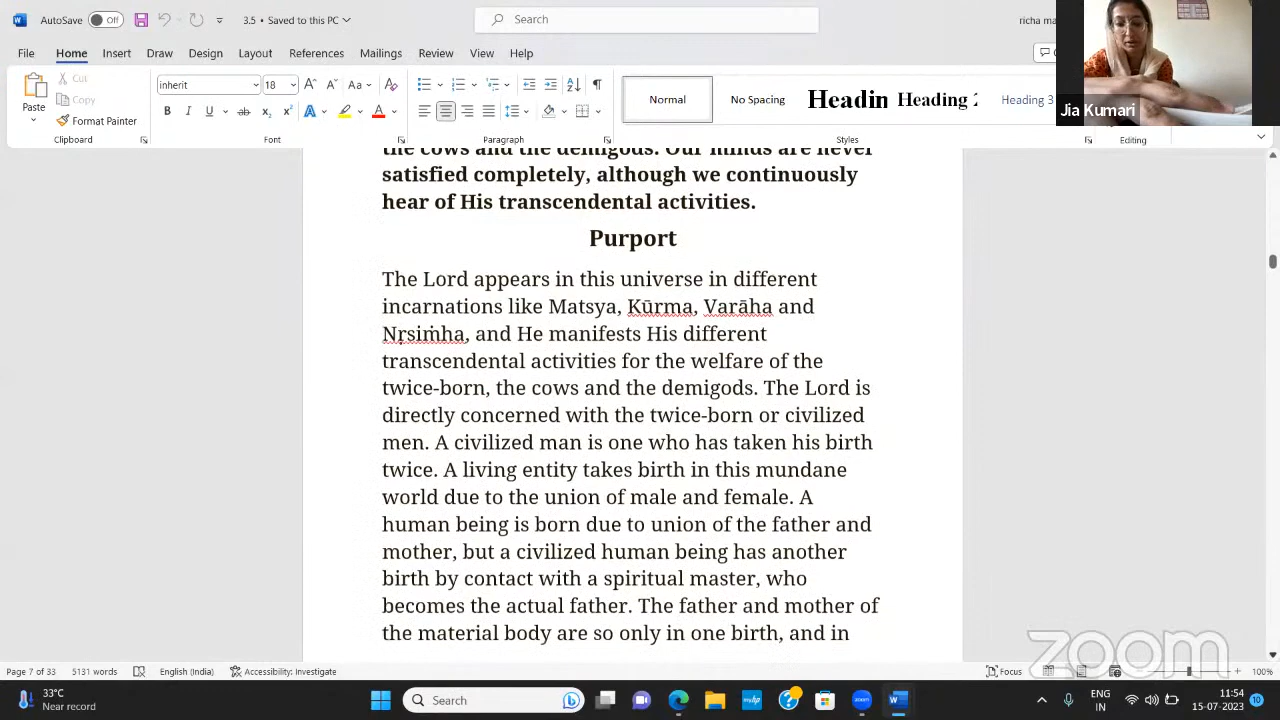 AutoSave Off
3.5 • Saved to this PC
Search
richa ma
File Home Insert Draw Design Layout References Mailings Review View Help
Paste
Cut
Copy
Format Painter
inherit 18
Normal No Spacing Headin Heading 2 Heading 3
Clipboard Font Paragraph Styles Editing
Jia Kumari
the cows and the demigods. Our minds are never
satisfied completely, although we continuously
hear of His transcendental activities.
Purport
The Lord appears in this universe in different
incarnations like Matsya, Kūrma, Varāha and
Nṛsiṁha, and He manifests His different
transcendental activities for the welfare of the
twice-born, the cows and the demigods. The Lord is
directly concerned with the twice-born or civilized
men. A civilized man is one who has taken his birth
twice. A living entity takes birth in this mundane
world due to the union of male and female. A
human being is born due to union of the father and
mother, but a civilized human being has another
birth by contact with a spiritual master, who
becomes the actual father. The father and mother of
the material body are so only in one birth, and in
zoom
Page 7 of 33 5131 words English (India) Accessibility: Investigate Focus 100%
33°C
Near record
Search
ENG
IN
11:54
15-07-2023